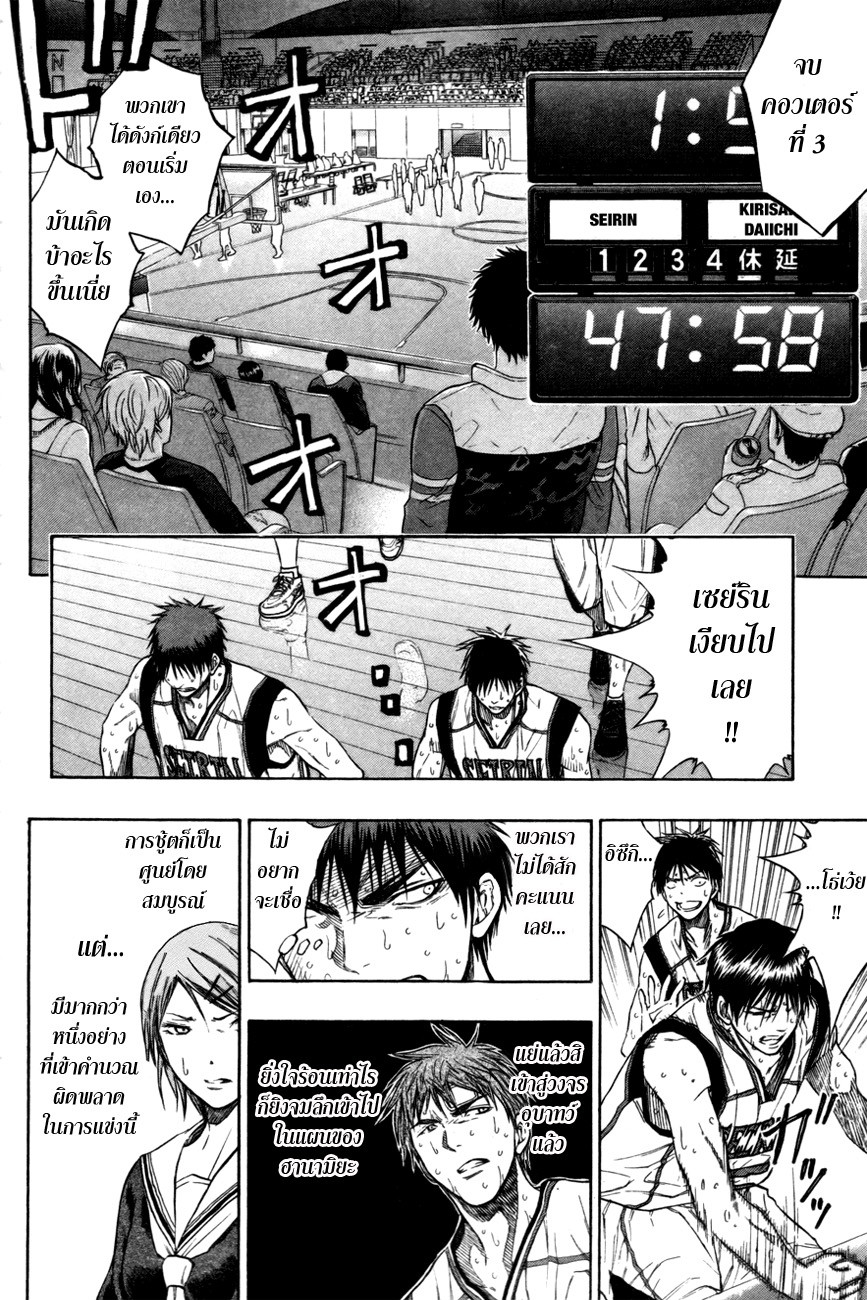 จบ
คอวเตอร์
ที่ 3
1:5
SEIRIN
KIRISA
DAIICHI
1 2 3 4 休 延
47:58
พวกเขา
ได้ดังก์เดียว
ตอนเริ่ม
เอง...
มันเกิด
บ้าอะไร
ขึ้นเนี่ย
オ
オ
オ
オ
เซย์ริน
เงียบไป
เลย
!!
SEIRIN
SEIRIN
...โธ่เว้ย
!!
อิซึกิ...
พวกเรา
ไม่ได้สัก
คะแนน
เลย...
ไม่
อยาก
จะเชื่อ
แย่แล้วสิ
เข้าสู่วงจร
อุบาทว์
แล้ว
ยิ่งใจร้อนเท่าไร
ก็ยิงจมลึกเข้าไป
ในแผนของ
ฮานามิยะ
การชู้ตก็เป็น
ศูนย์โดย
สมบูรณ์
แต่...
มีมากกว่า
หนึ่งอย่าง
ที่เข้าคำนวณ
ผิดพลาด
ในการแข่งนี้